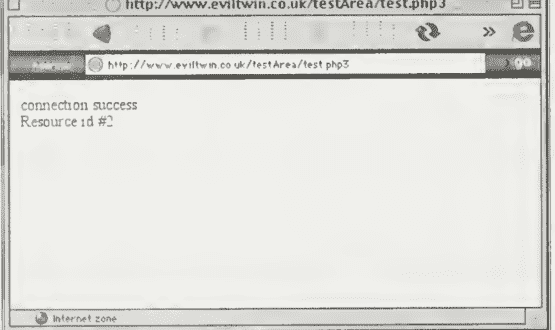 http://www.eviltwin.co.uk/testArea/test.php3
»
http://www.eviltwin.co.uk/testArea/test.php3
go
connection success
Resource id #2
Internet zone